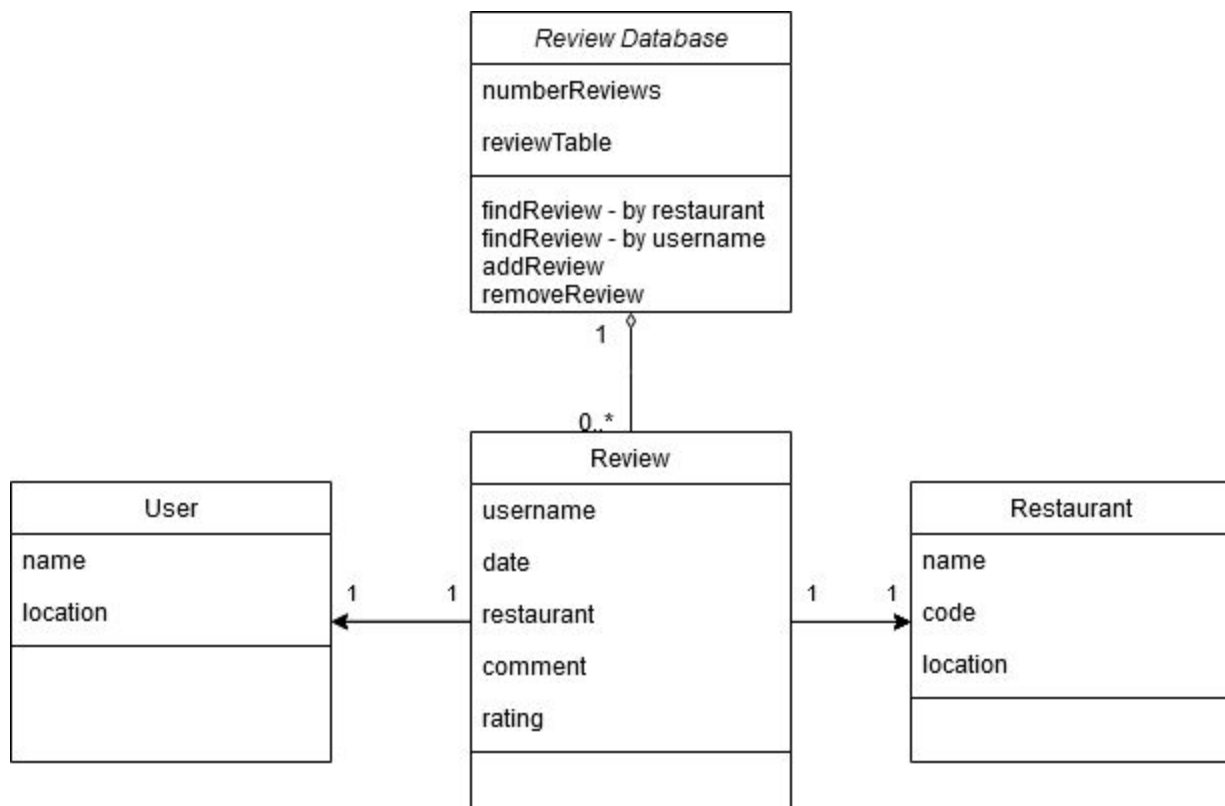 Review Database
numberReviews
reviewTable
findReview - by restaurant
findReview - by username
addReview
removeReview
1
0..*
Review
username
date
restaurant
comment
rating
User
name
location
1
1
1
1
Restaurant
name
code
location